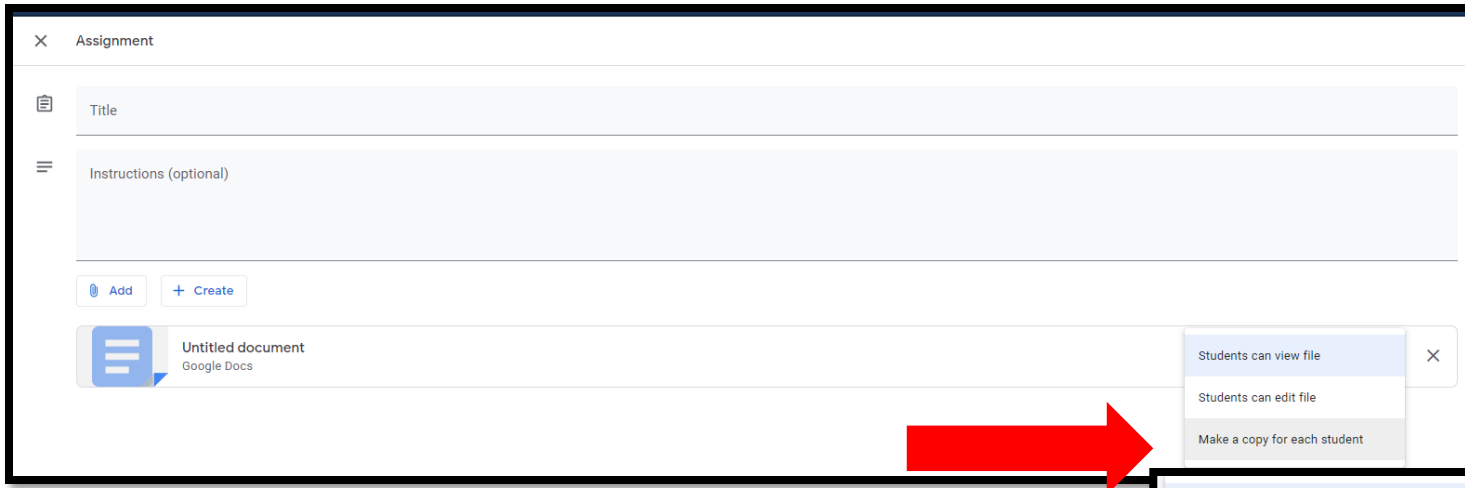 Assignment
Title
Instructions (optional)
Add
+ Create
Untitled document
Google Docs
Students can view file
Students can edit file
Make a copy for each student